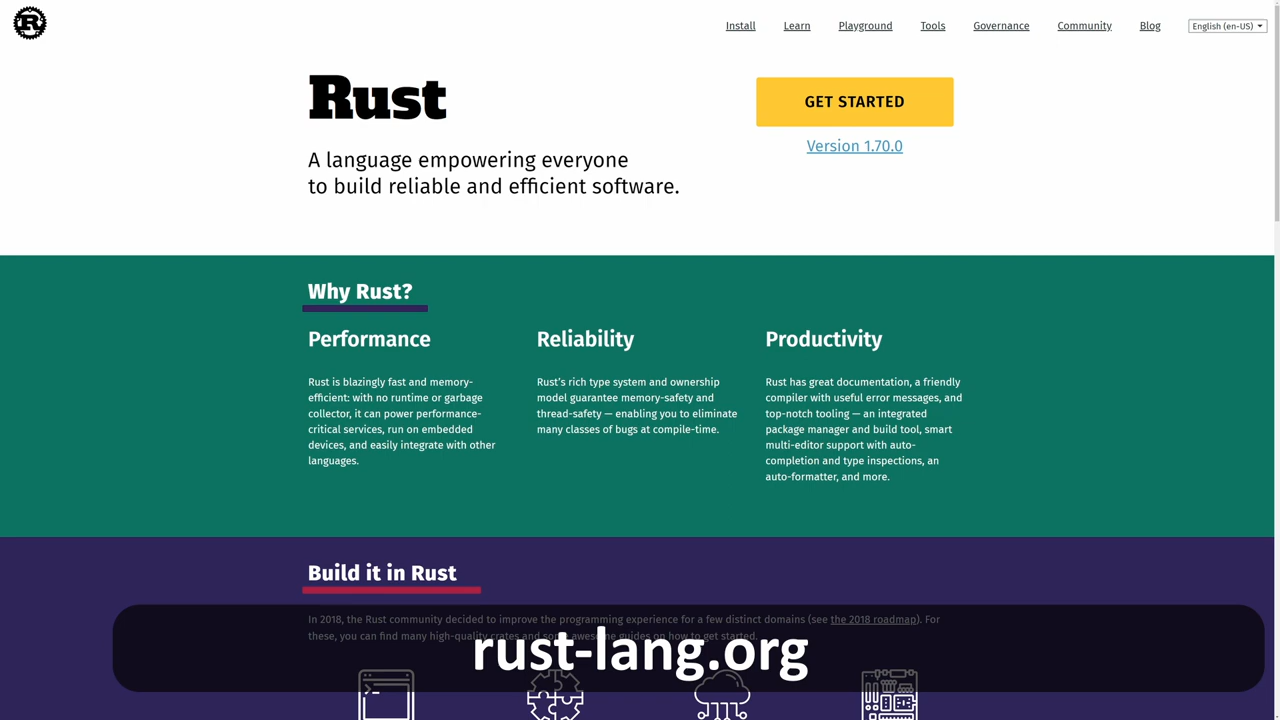 R
Install Learn Playground Tools Governance Community Blog English (en-US)
Rust
GET STARTED
Version 1.70.0
A language empowering everyone
to build reliable and efficient software.
Why Rust?
Performance
Rust is blazingly fast and memory-
efficient: with no runtime or garbage
collector, it can power performance-
critical services, run on embedded
devices, and easily integrate with other
languages.
Reliability
Rust's rich type system and ownership
model guarantee memory-safety and
thread-safety — enabling you to eliminate
many classes of bugs at compile-time.
Productivity
Rust has great documentation, a friendly
compiler with useful error messages, and
top-notch tooling — an integrated
package manager and build tool, smart
multi-editor support with auto-
completion and type inspections, an
auto-formatter, and more.
Build it in Rust
In 2018, the Rust community decided to improve the programming experience for a few distinct domains (see the 2018 roadmap). For
these, you can find many high-quality crates and some awesome guides on how to get started.
rust-lang.org